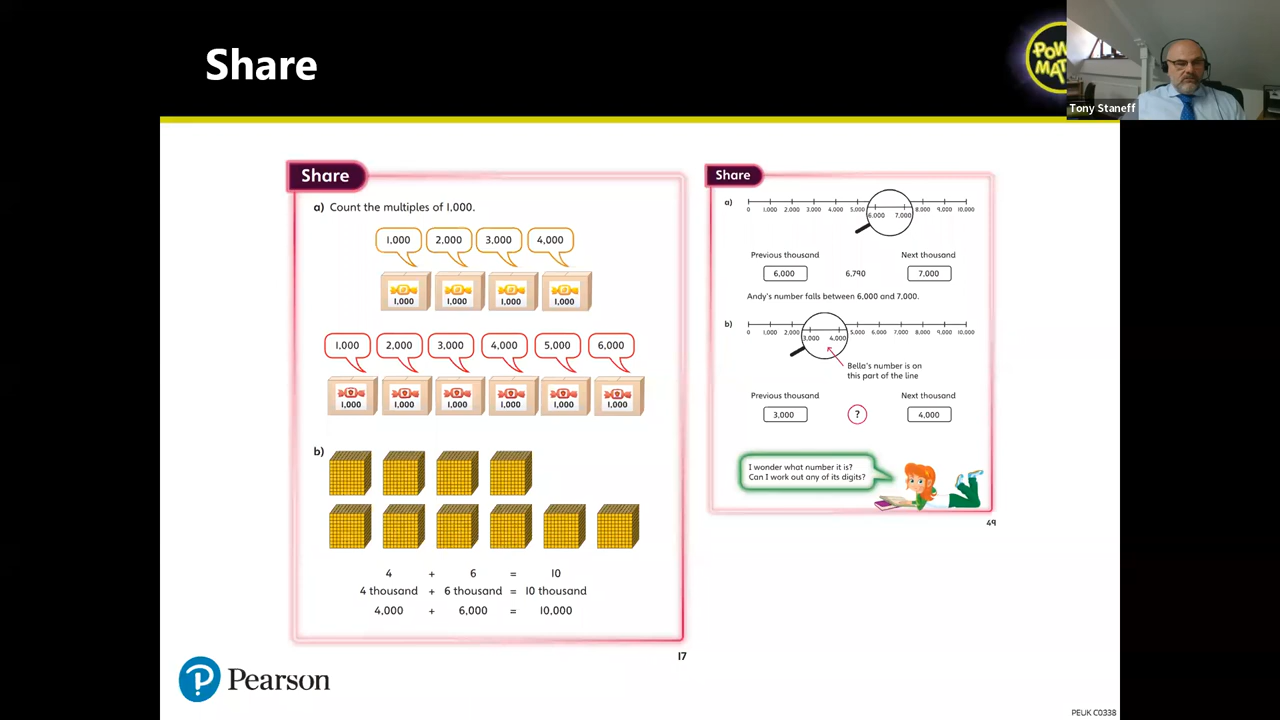 Share
POW
MAT
Tony Staneff
Share
a) Count the multiples of 1,000.
1,000 2,000 3,000 4,000
1,000 1,000 1,000 1,000
1,000 2,000 3,000 4,000 5,000 6,000
1,000 1,000 1,000 1,000 1,000 1,000
b)
4 + 6 = 10
4 thousand + 6 thousand = 10 thousand
4,000 + 6,000 = 10,000
17
Share
a)
0 1,000 2,000 3,000 4,000 5,000 6,000 7,000 8,000 9,000 10,000
Previous thousand Next thousand
6,000 6,790 7,000
Andy's number falls between 6,000 and 7,000.
b)
0 1,000 2,000 3,000 4,000 5,000 6,000 7,000 8,000 9,000 10,000
Bella's number is on
this part of the line
Previous thousand Next thousand
3,000 ? 4,000
I wonder what number it is?
Can I work out any of its digits?
49
P Pearson
PEUK C0338